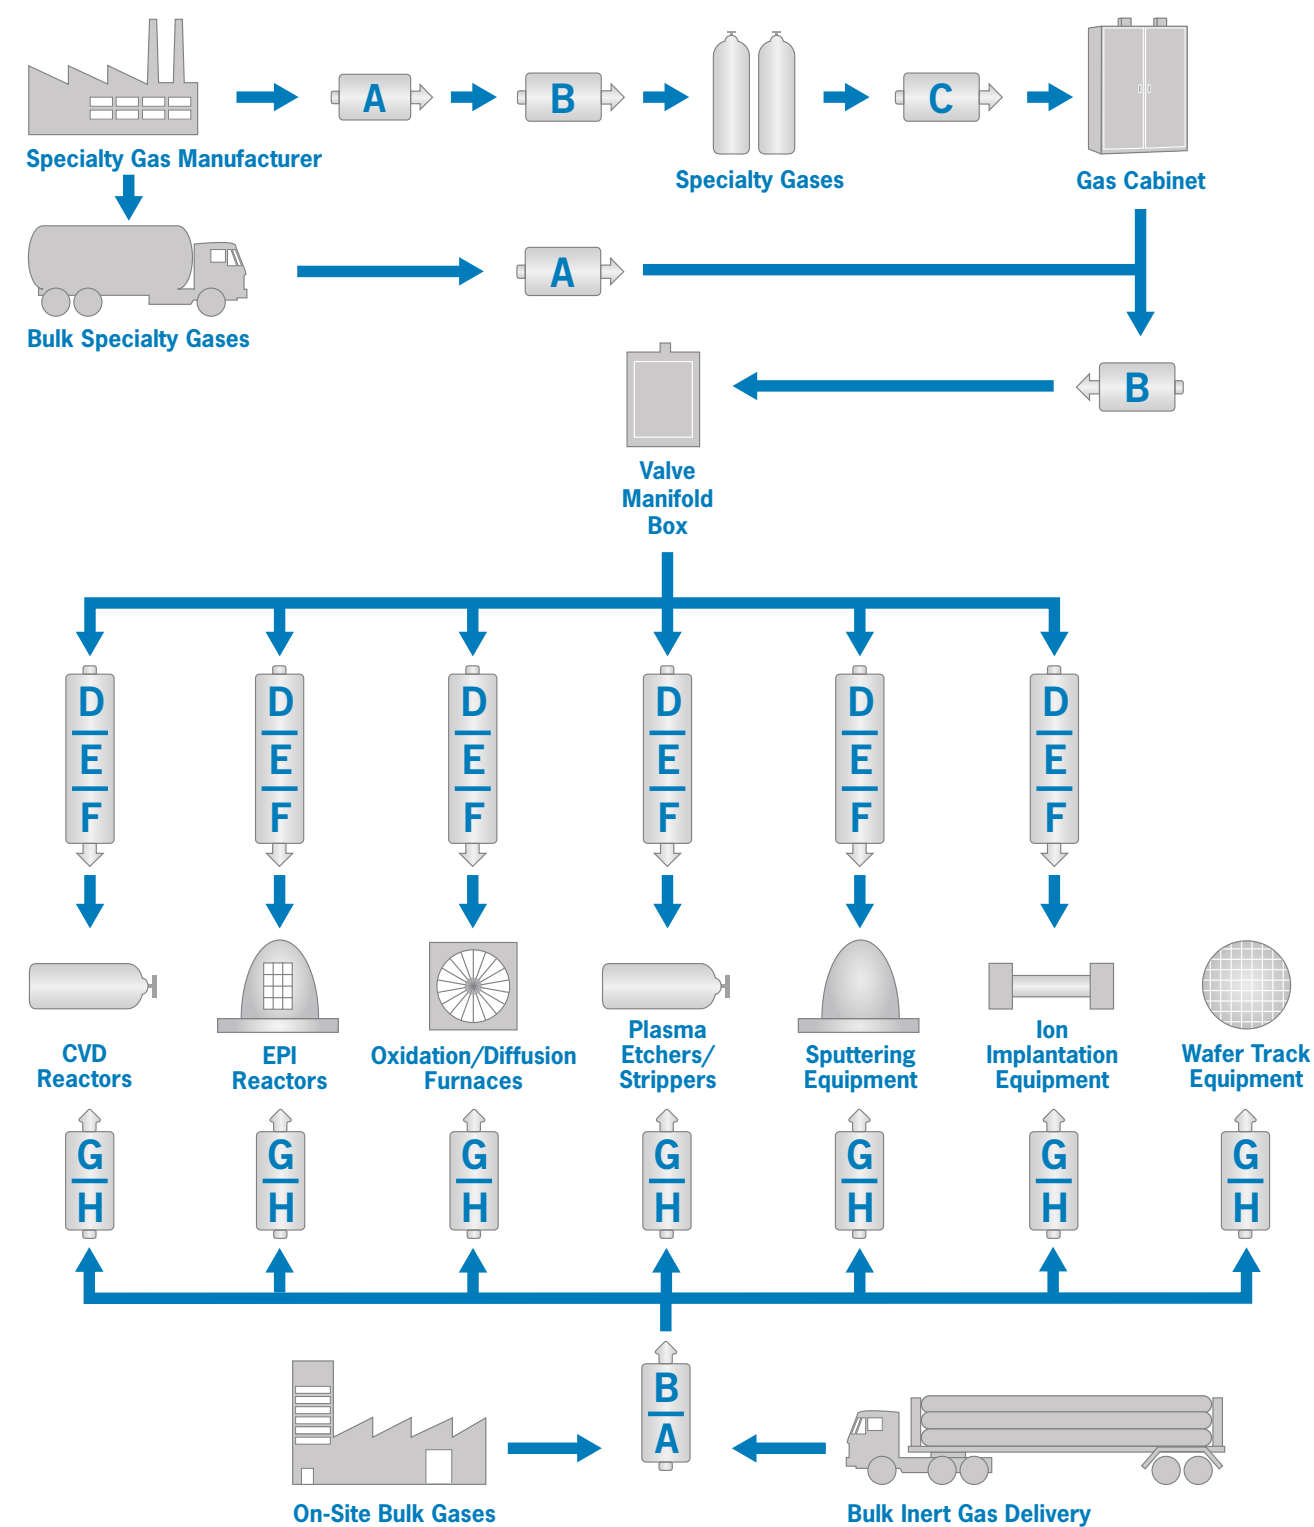 A
B
C
Specialty Gas Manufacturer
Specialty Gases
Gas Cabinet
A
Bulk Specialty Gases
B
Valve
Manifold
Box
D D D D D D
E E E E E E
F F F F F F
CVD
Reactors
EPI
Reactors
Oxidation/Diffusion
Furnaces
Plasma
Etchers/
Strippers
Sputtering
Equipment
Ion
Implantation
Equipment
Wafer Track
Equipment
G G G G G G G
H H H H H H H
B
A
On-Site Bulk Gases
Bulk Inert Gas Delivery